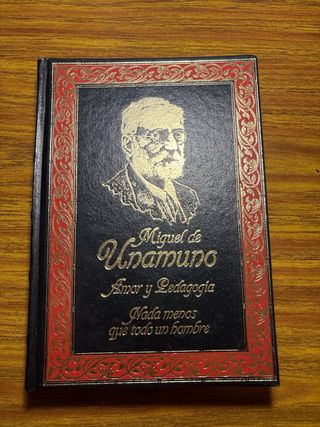 Miguel de
Unamuno
Amor y Pedagogía
Nada menos
que todo un hombre